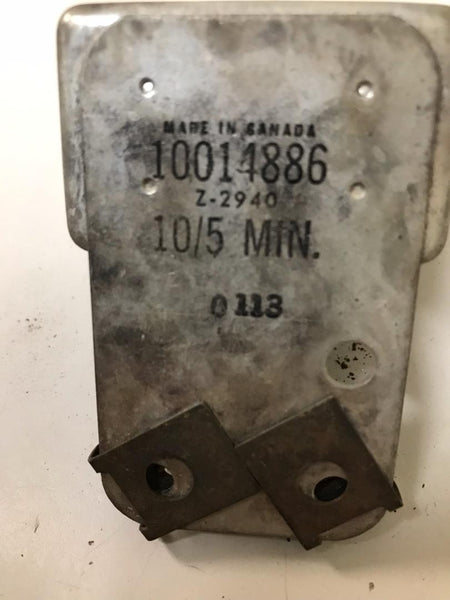 MADE IN CANADA
10014886
Z-2940
10/5 MIN.
0113